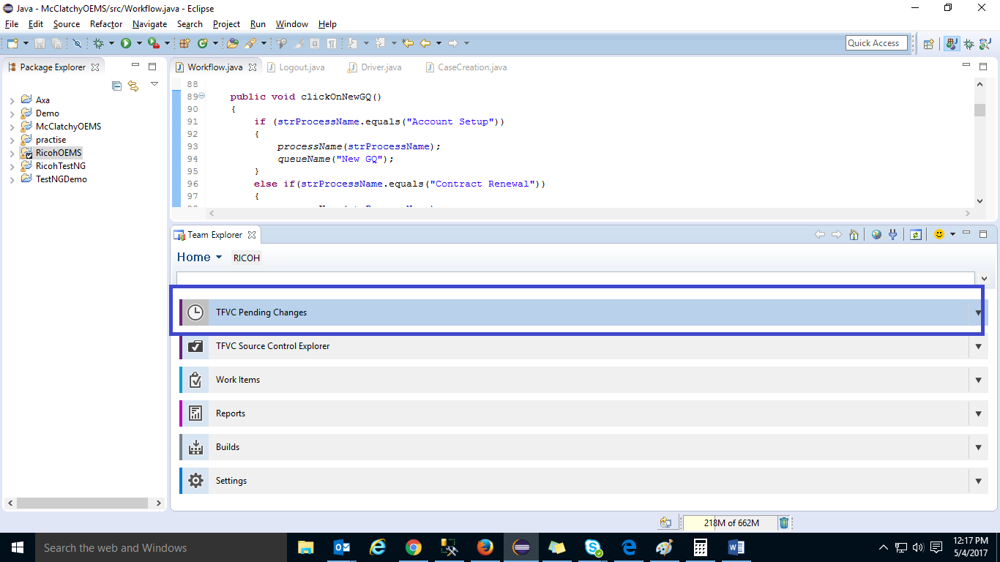 Java - McClatchyOEMS/src/Workflow.java - Eclipse
File Edit Source Refactor Navigate Search Project Run Window Help
Quick Access
Package Explorer
Axa
Demo
McClatchyOEMS
practise
RicohOEMS
RicohTestNG
TestNGDemo
Workflow.java Logout.java Driver.java CaseCreation.java
88
89 public void clickOnNewGQ()
90 {
91 if (strProcessName.equals("Account Setup"))
92 {
93 processName(strProcessName);
94 queueName("New GQ");
95 }
96 else if(strProcessName.equals("Contract Renewal"))
97 {
Team Explorer
Home RICOH
TFVC Pending Changes
TFVC Source Control Explorer
Work Items
Reports
Builds
Settings
218M of 662M
Search the web and Windows
12:17 PM
5/4/2017